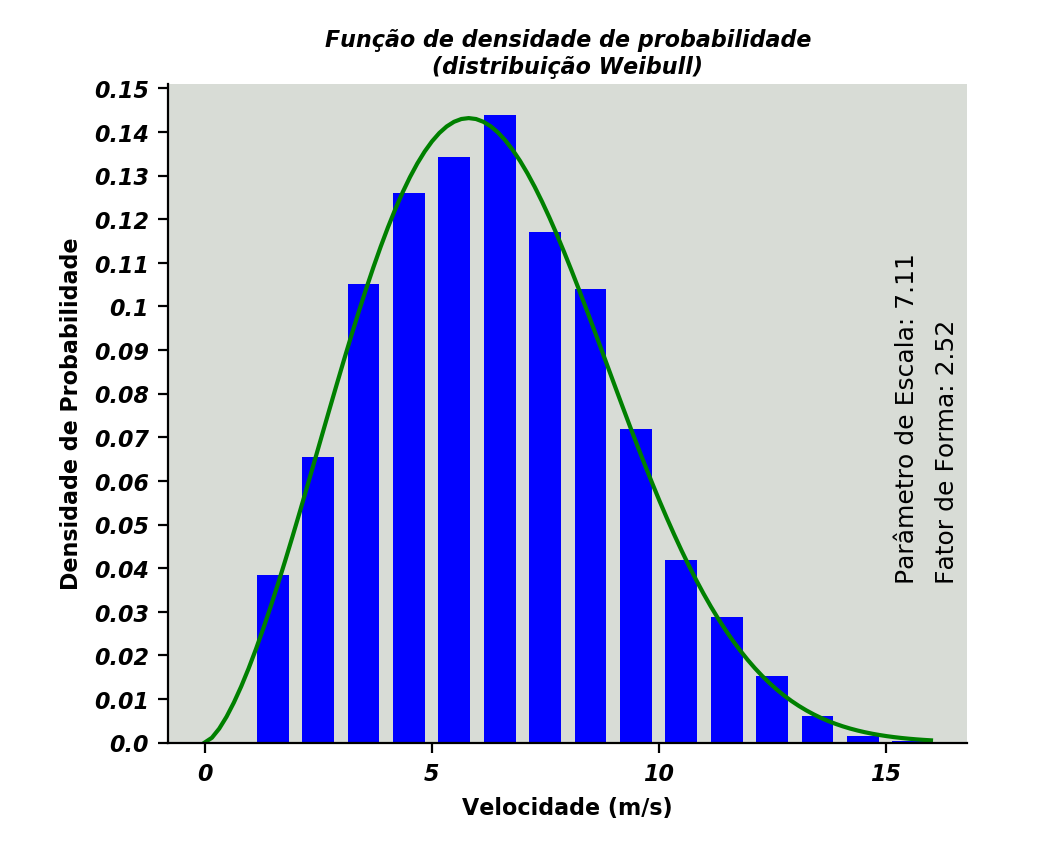 Função de densidade de probabilidade
(distribuição Weibull)
0.15
0.14
0.13
0.12
0.11
0.1
0.09
0.08
0.07
0.06
0.05
0.04
0.03
0.02
0.01
0.0
Densidade de Probabilidade
Parâmetro de Escala: 7.11
Fator de Forma: 2.52
0 5 10 15
Velocidade (m/s)